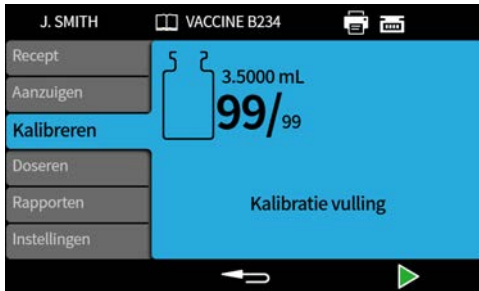 J. SMITH
VACCINE B234
Recept
Aanzuigen
Kalibreren
Doseren
Rapporten
Instellingen
3.5000 mL
99/99
Kalibratie vulling